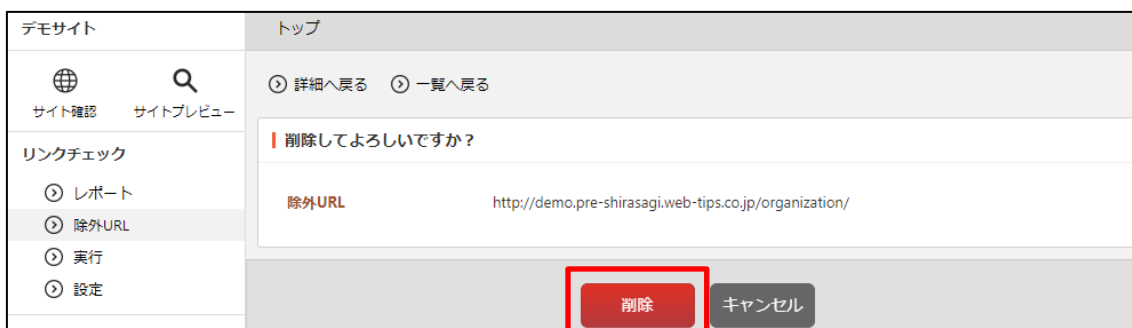 デモサイト
トップ
サイト確認
サイトプレビュー
詳細へ戻る
一覧へ戻る
リンクチェック
レポート
除外URL
実行
設定
削除してよろしいですか？
除外URL
http://demo.pre-shirasagi.web-tips.co.jp/organization/
削除
キャンセル